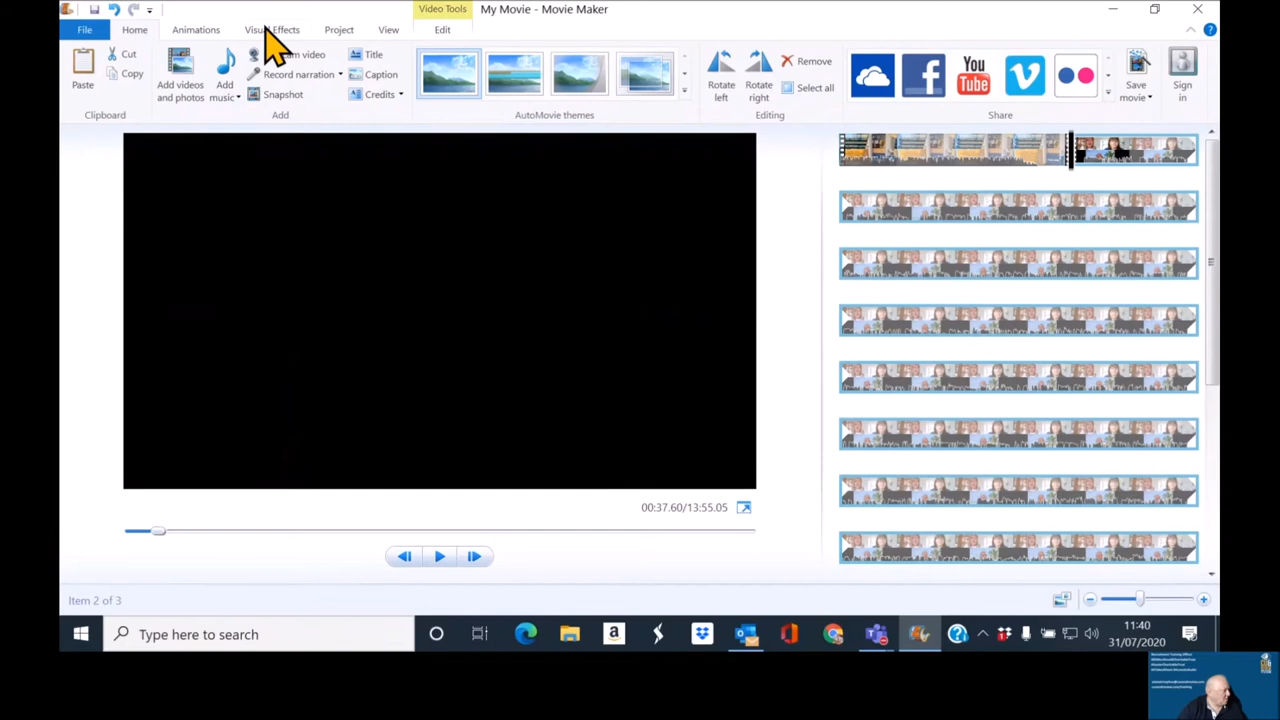 Video Tools
My Movie - Movie Maker
File Home Animations Visual Effects Project View Edit
Paste
Cut
Copy
Clipboard
Add videos and photos
Add music
video
Record narration
Snapshot
Title
Caption
Credits
Add
AutoMovie themes
Rotate left
Rotate right
Remove
Select all
Editing
You Tube
Share
Save movie
Sign in
00:37.60/13:55.05
Item 2 of 3
Type here to search
11:40
31/07/2020